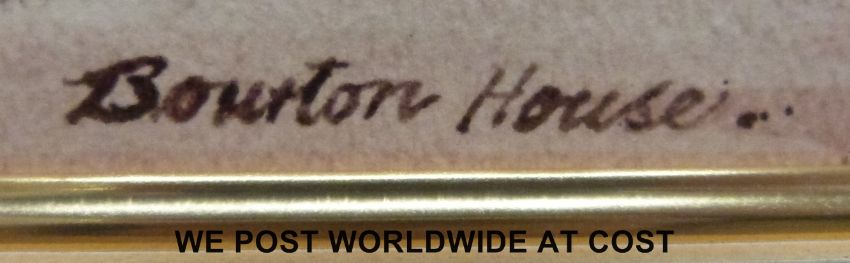 Bourton House...
WE POST WORLDWIDE AT COST